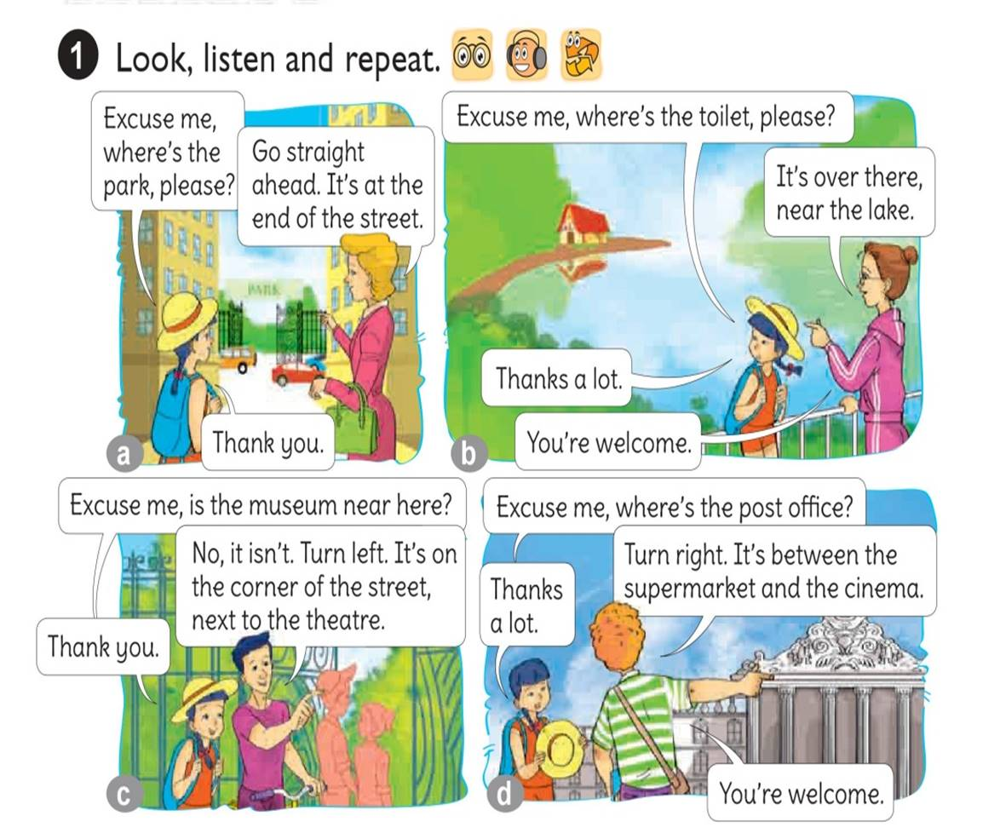 1 Look, listen and repeat.
Excuse me,
where's the
park, please?
Go straight
ahead. It's at the
end of the street.
PARK
Thank you.
a
Excuse me, where's the toilet, please?
It's over there,
near the lake.
Thanks a lot.
You're welcome.
b
Excuse me, is the museum near here?
No, it isn't. Turn left. It's on
the corner of the street,
next to the theatre.
Thank you.
c
Excuse me, where's the post office?
Turn right. It's between the
supermarket and the cinema.
Thanks
a lot.
You're welcome.
d